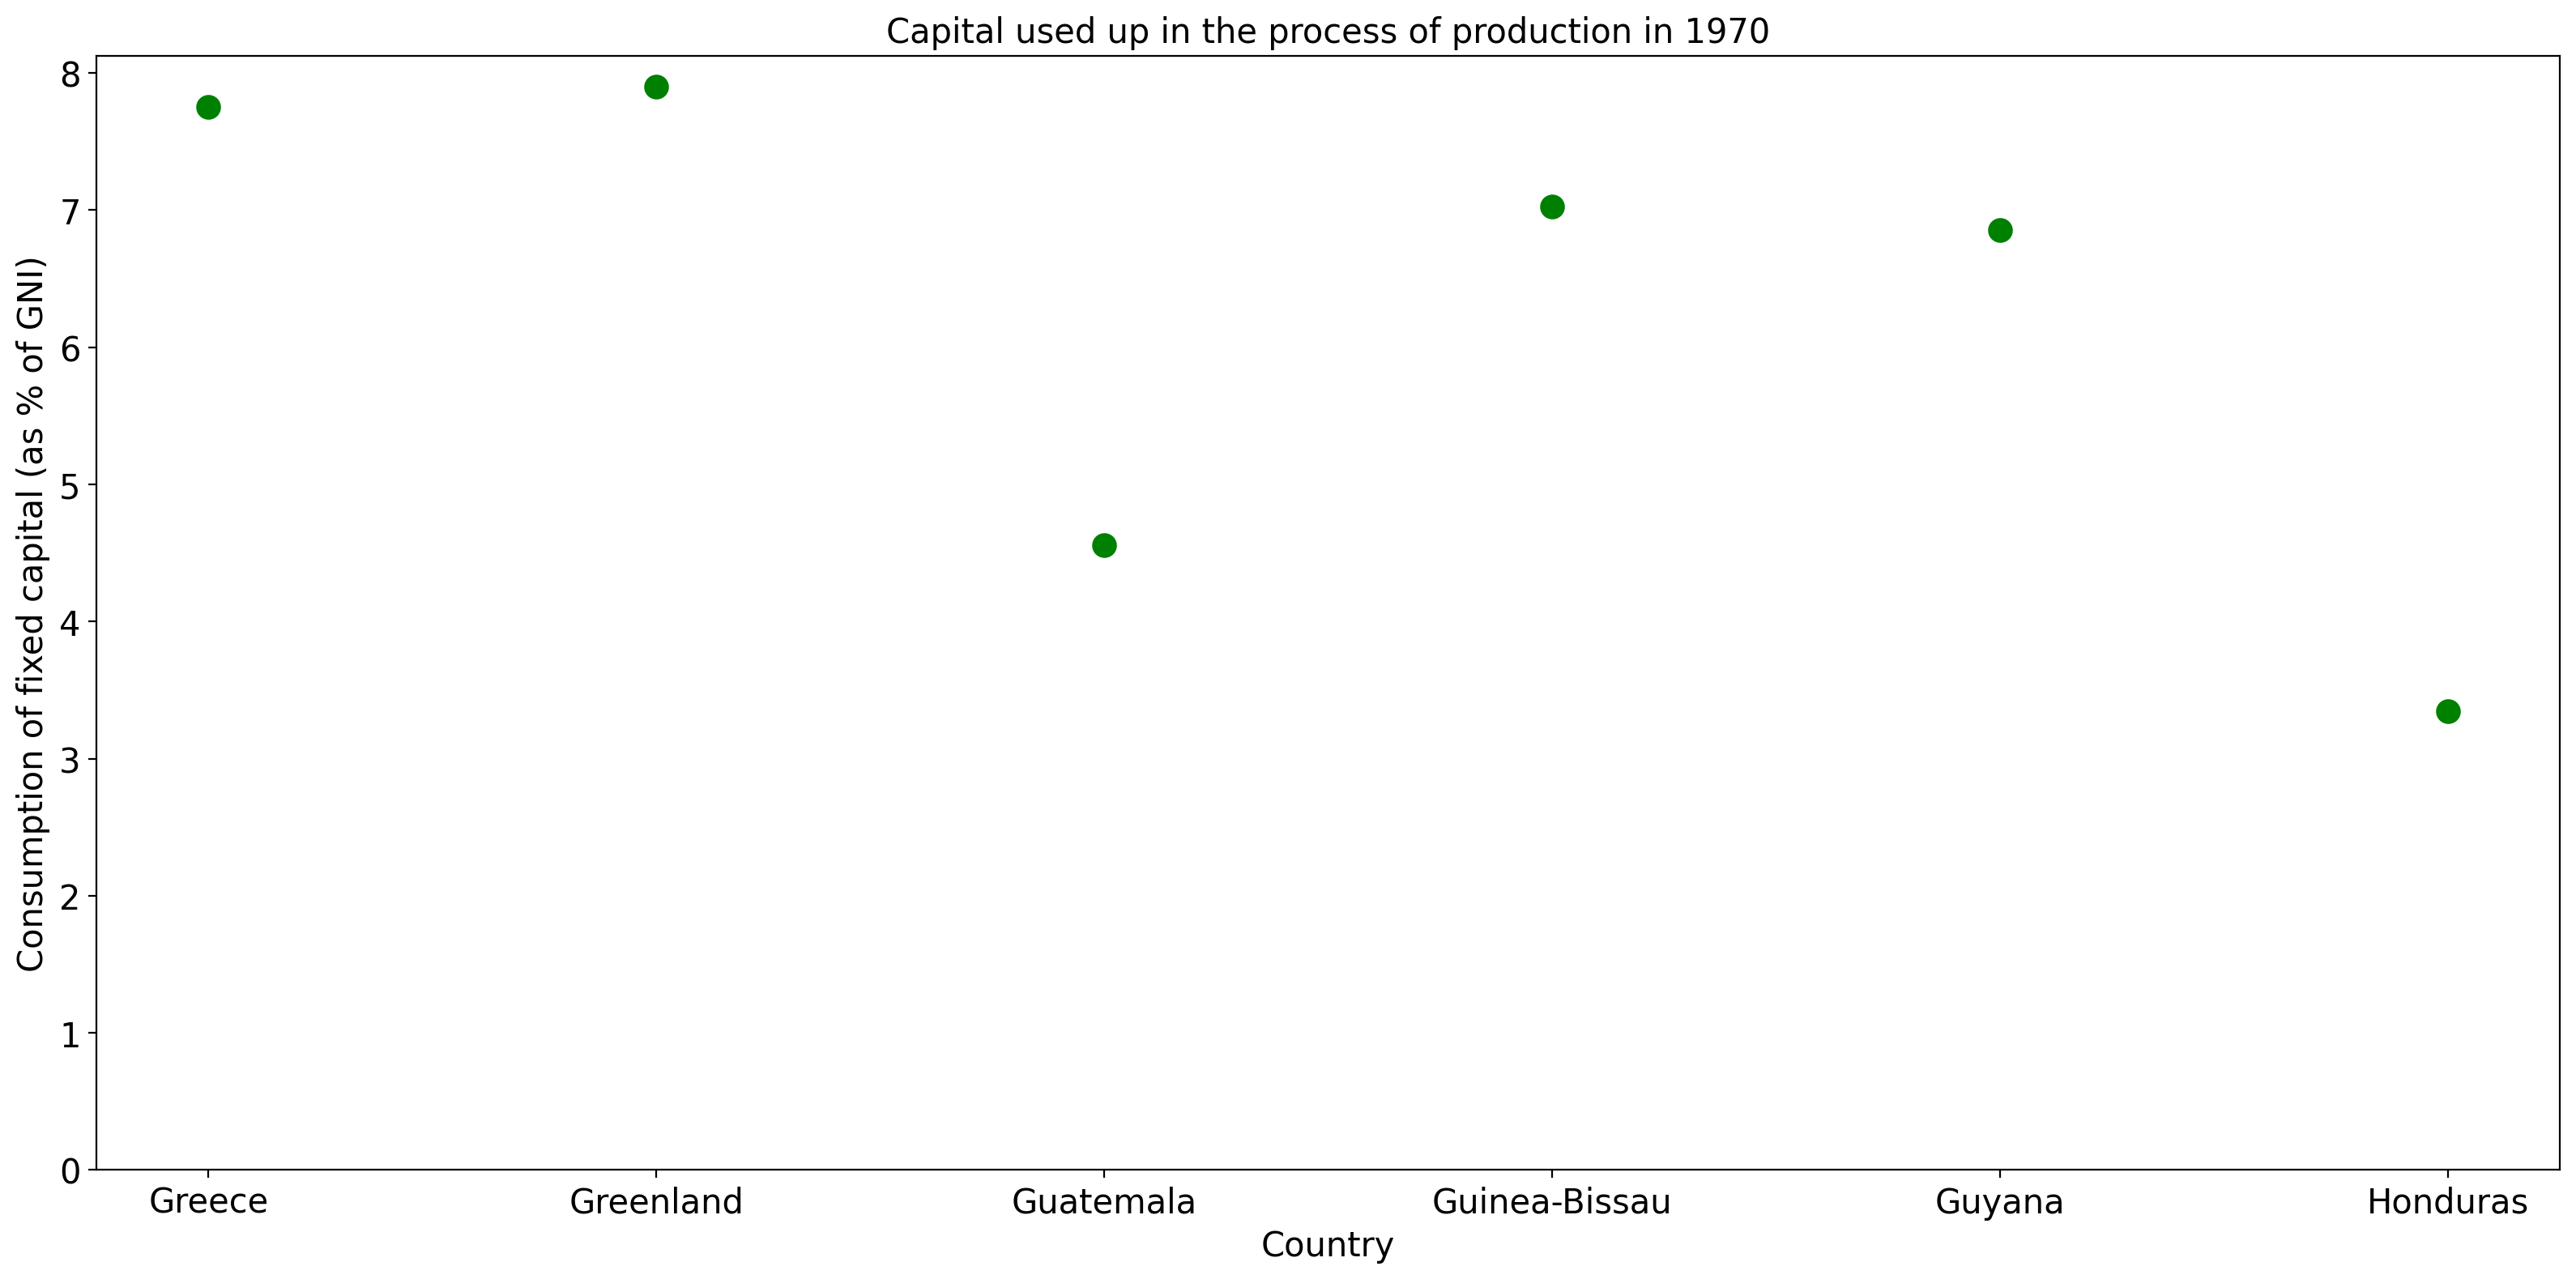 Capital used up in the process of production in 1970
Consumption of fixed capital (as % of GNI)
8
7
6
5
4
3
2
1
0
Greece Greenland Guatemala Guinea-Bissau Guyana Honduras
Country